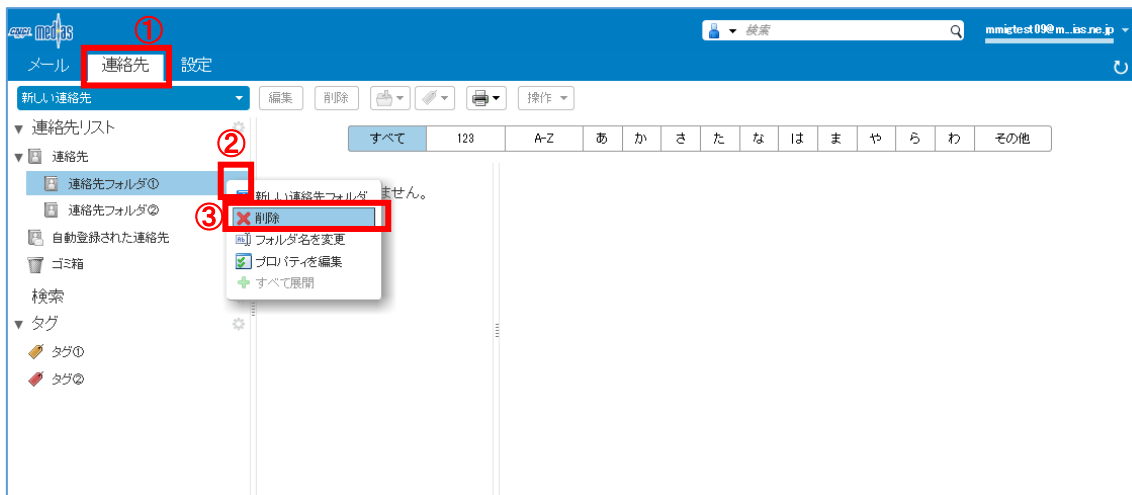 cnci medias
①
検索
mmigtest09@m...ias.ne.jp
メール 連絡先 設定
新しい連絡先 編集 削除 操作
連絡先リスト
②
すべて 123 A-Z あ か さ た な は ま や ら わ その他
連絡先
連絡先フォルダ①
新しい連絡先フォルダ
ません。
連絡先フォルダ②
③
削除
自動登録された連絡先
フォルダ名を変更
ゴミ箱
プロパティを編集
すべて展開
検索
タグ
タグ①
タグ②